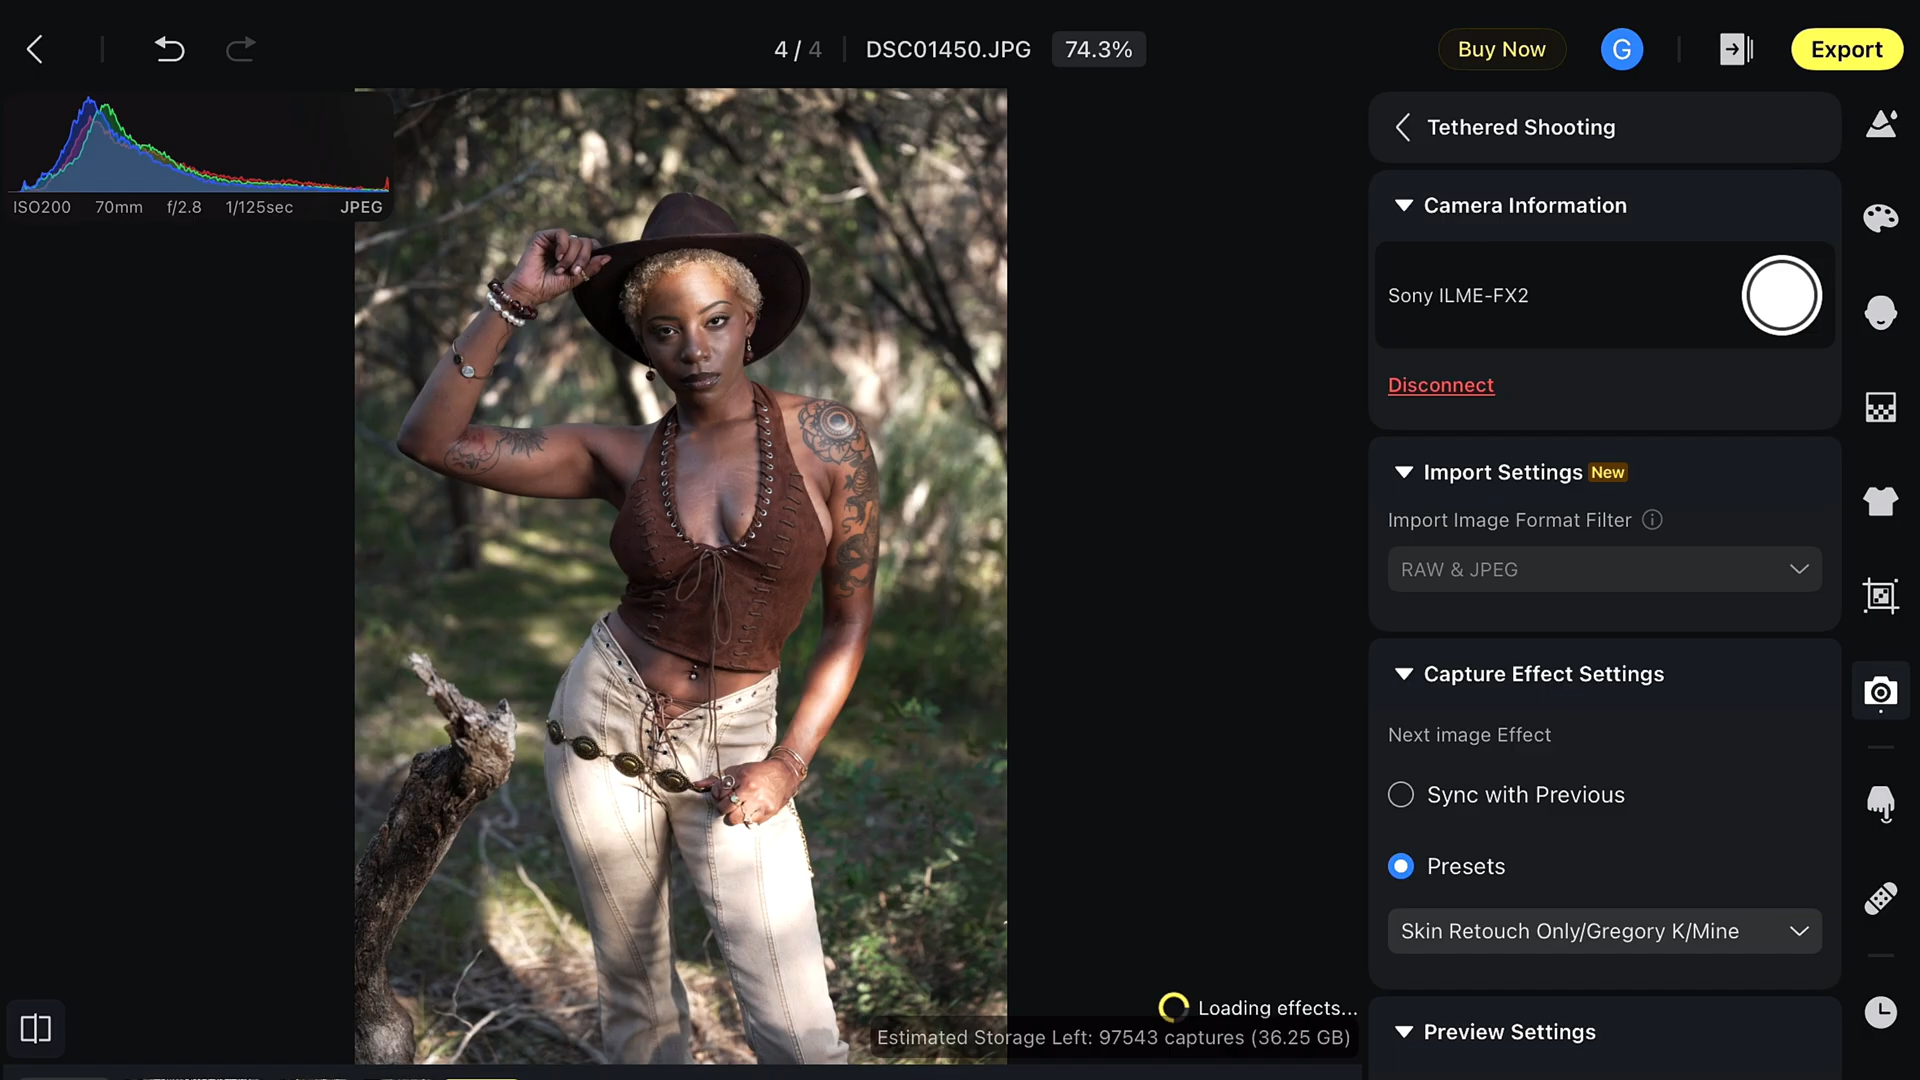 4 / 4
DSC01450.JPG
74.3%
Buy Now
G
Export
ISO200 70mm f/2.8 1/125sec JPEG
Tethered Shooting
Camera Information
Sony ILME-FX2
Disconnect
Import Settings New
Import Image Format Filter
RAW & JPEG
Capture Effect Settings
Next image Effect
Sync with Previous
Presets
Skin Retouch Only/Gregory K/Mine
Loading effects...
Estimated Storage Left: 97543 captures (36.25 GB)
Preview Settings